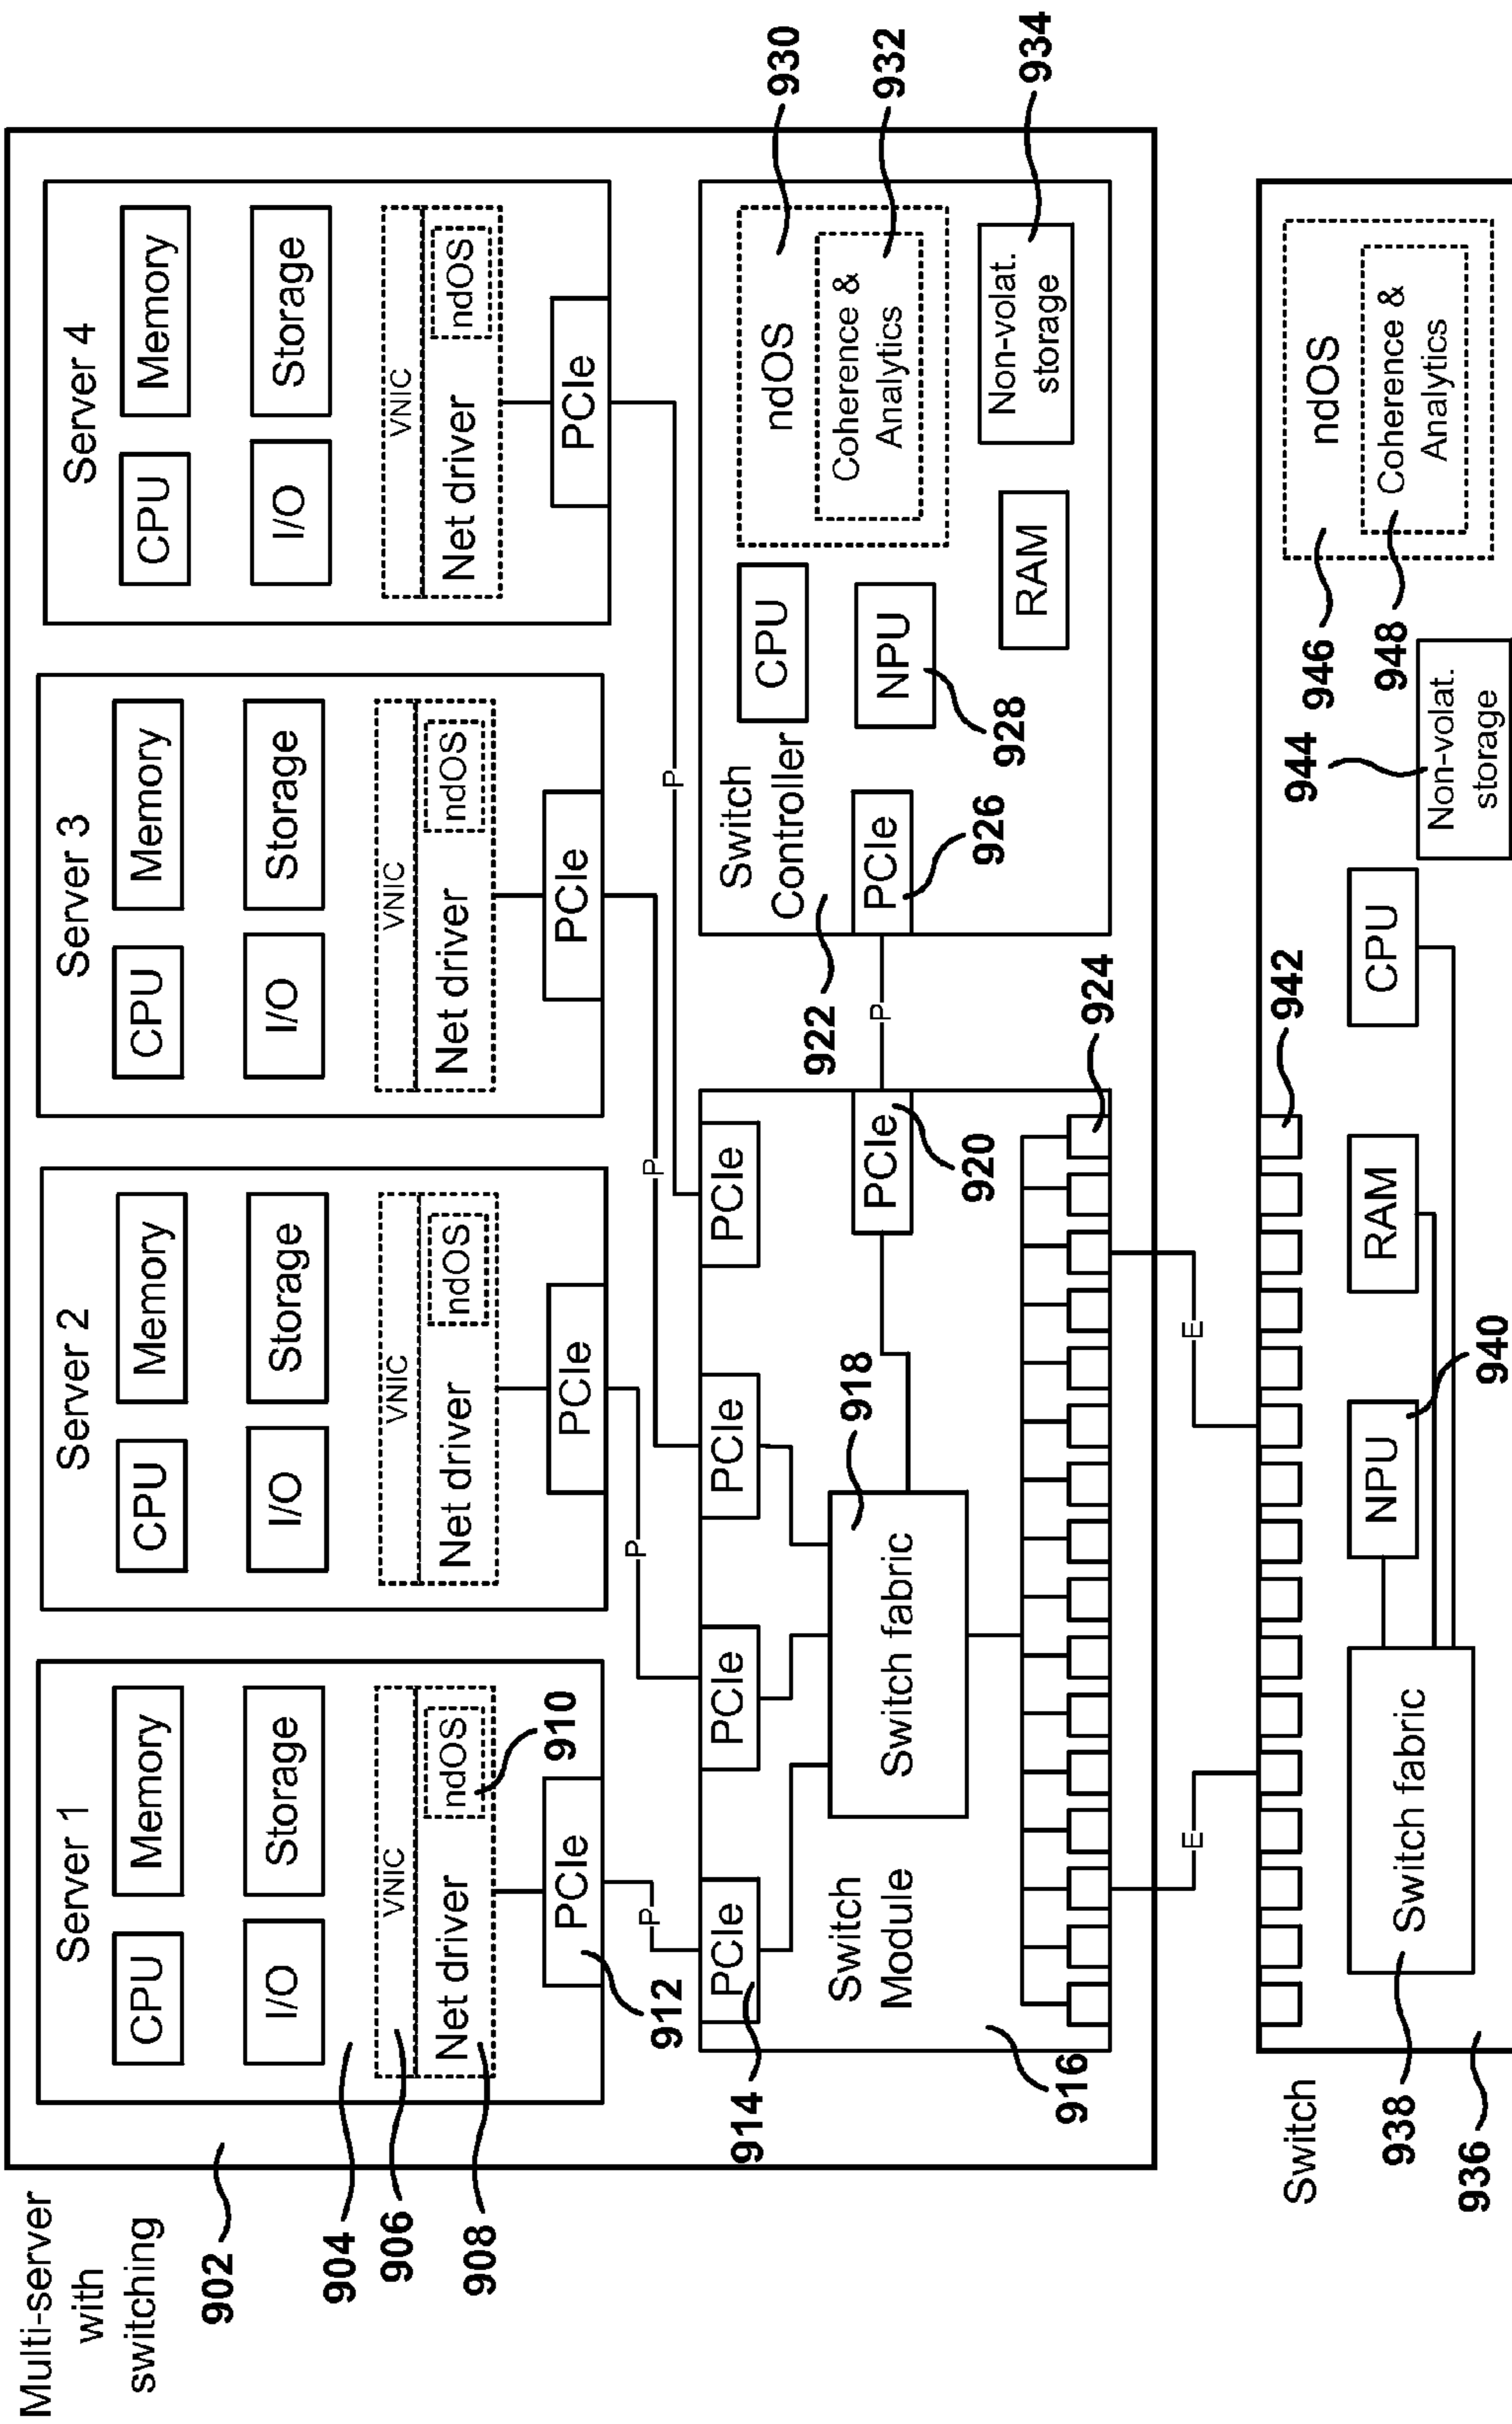 Multi-server
with
switching
902
904
906
908
Server 1
CPU
Memory
I/O
Storage
VNIC
Net driver
ndOS
910
PCIe
912
Server 2
CPU
Memory
I/O
Storage
VNIC
Net driver
ndOS
PCIe
Server 3
CPU
Memory
I/O
Storage
VNIC
Net driver
ndOS
PCIe
Server 4
CPU
Memory
I/O
Storage
VNIC
Net driver
ndOS
PCIe
P
P
P
P
914
PCIe
PCIe
PCIe
PCIe
Switch
Module
916
Switch fabric
918
PCIe
920
P
924
922
Switch
Controller
PCIe
926
CPU
NPU
928
RAM
ndOS
930
Coherence &
Analytics
932
Non-volat.
storage
934
E
E
Switch
936
938
Switch fabric
NPU
940
RAM
942
CPU
944
Non-volat.
storage
946
ndOS
948
Coherence &
Analytics